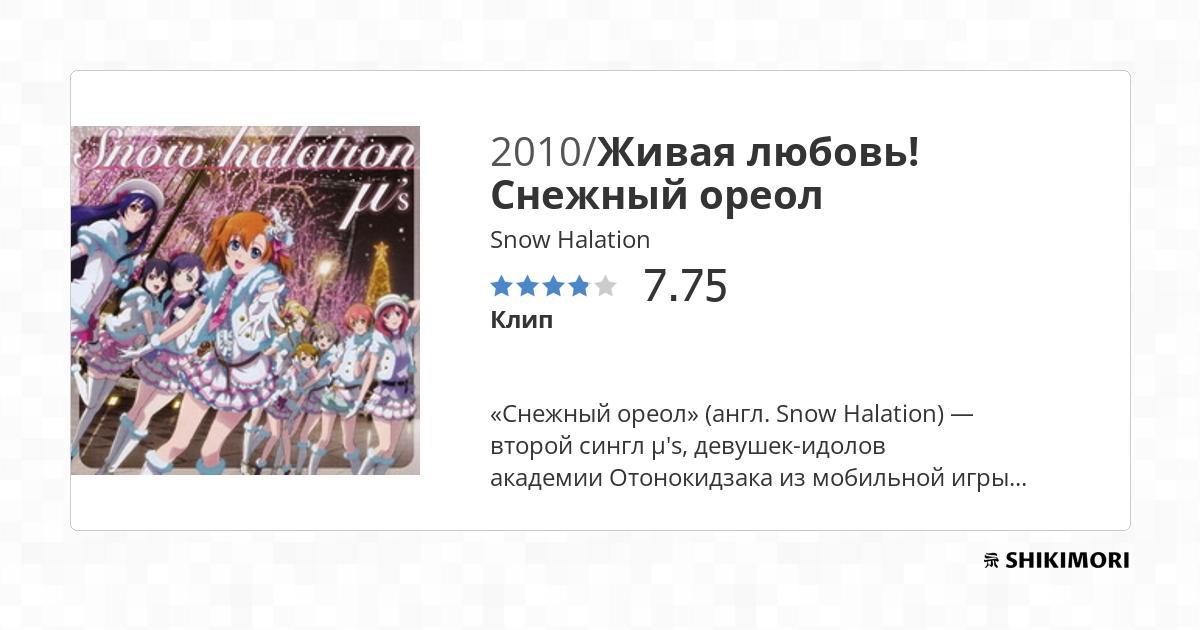 Snow halation
μ's
2010/Живая любовь!
Снежный ореол
Snow Halation
7.75
Клип
«Снежный ореол» (англ. Snow Halation) —
второй сингл μ's, девушек-идолов
академии Отонокидзака из мобильной игры...
SHIKIMORI